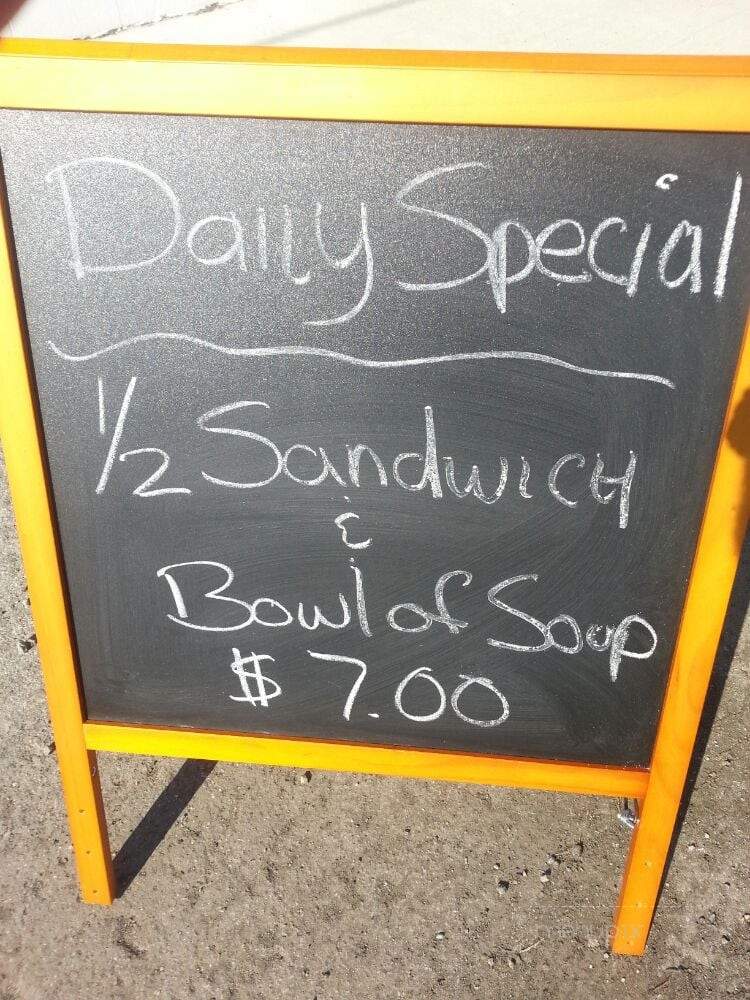 Daily Special
1/2 Sandwich
&
Bowl of Soup
$ 7.00